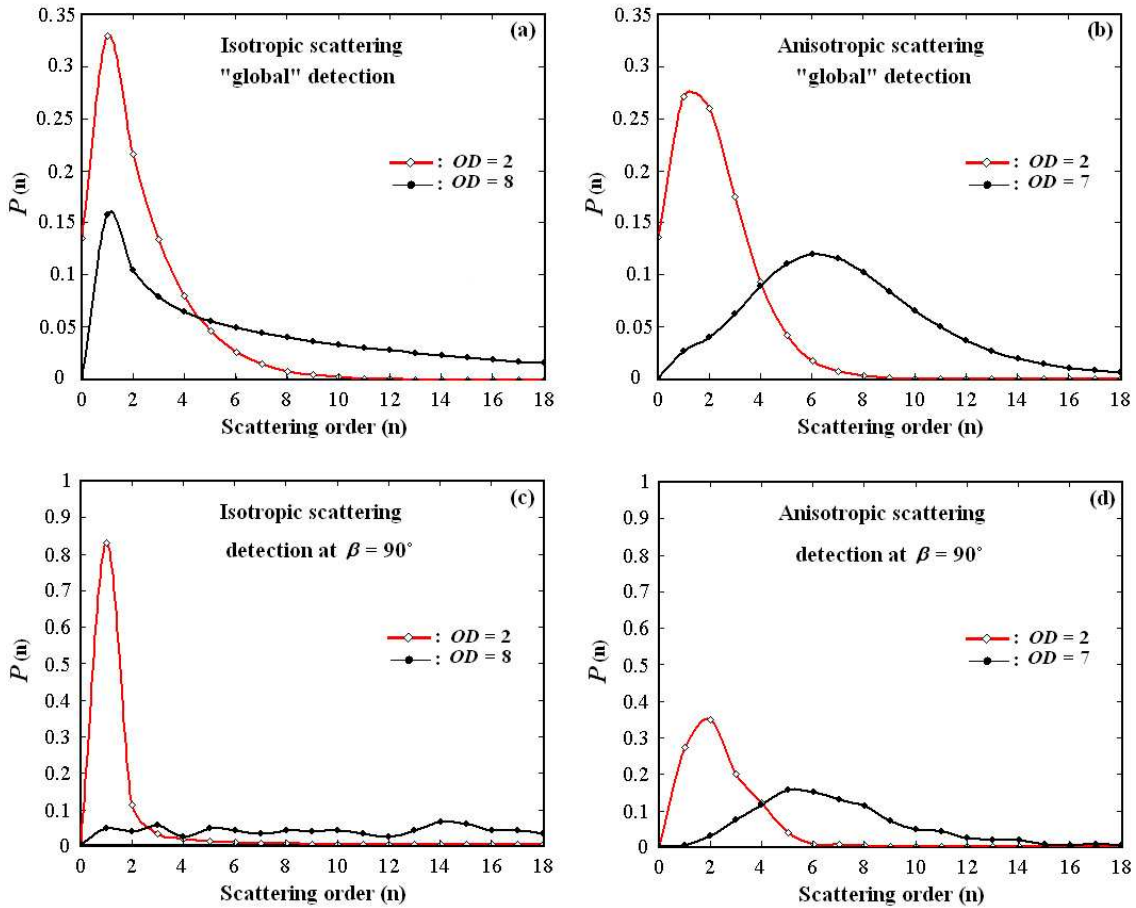 (a)
Isotropic scattering
"global" detection
: OD = 2
: OD = 8
P (n)
0.35
0.3
0.25
0.2
0.15
0.1
0.05
0
0 2 4 6 8 10 12 14 16 18
Scattering order (n)
(b)
Anisotropic scattering
"global" detection
: OD = 2
: OD = 7
P (n)
0.35
0.3
0.25
0.2
0.15
0.1
0.05
0
0 2 4 6 8 10 12 14 16 18
Scattering order (n)
(c)
Isotropic scattering
detection at β = 90°
: OD = 2
: OD = 8
P (n)
1
0.9
0.8
0.7
0.6
0.5
0.4
0.3
0.2
0.1
0
0 2 4 6 8 10 12 14 16 18
Scattering order (n)
(d)
Anisotropic scattering
detection at β = 90°
: OD = 2
: OD = 7
P (n)
1
0.9
0.8
0.7
0.6
0.5
0.4
0.3
0.2
0.1
0
0 2 4 6 8 10 12 14 16 18
Scattering order (n)